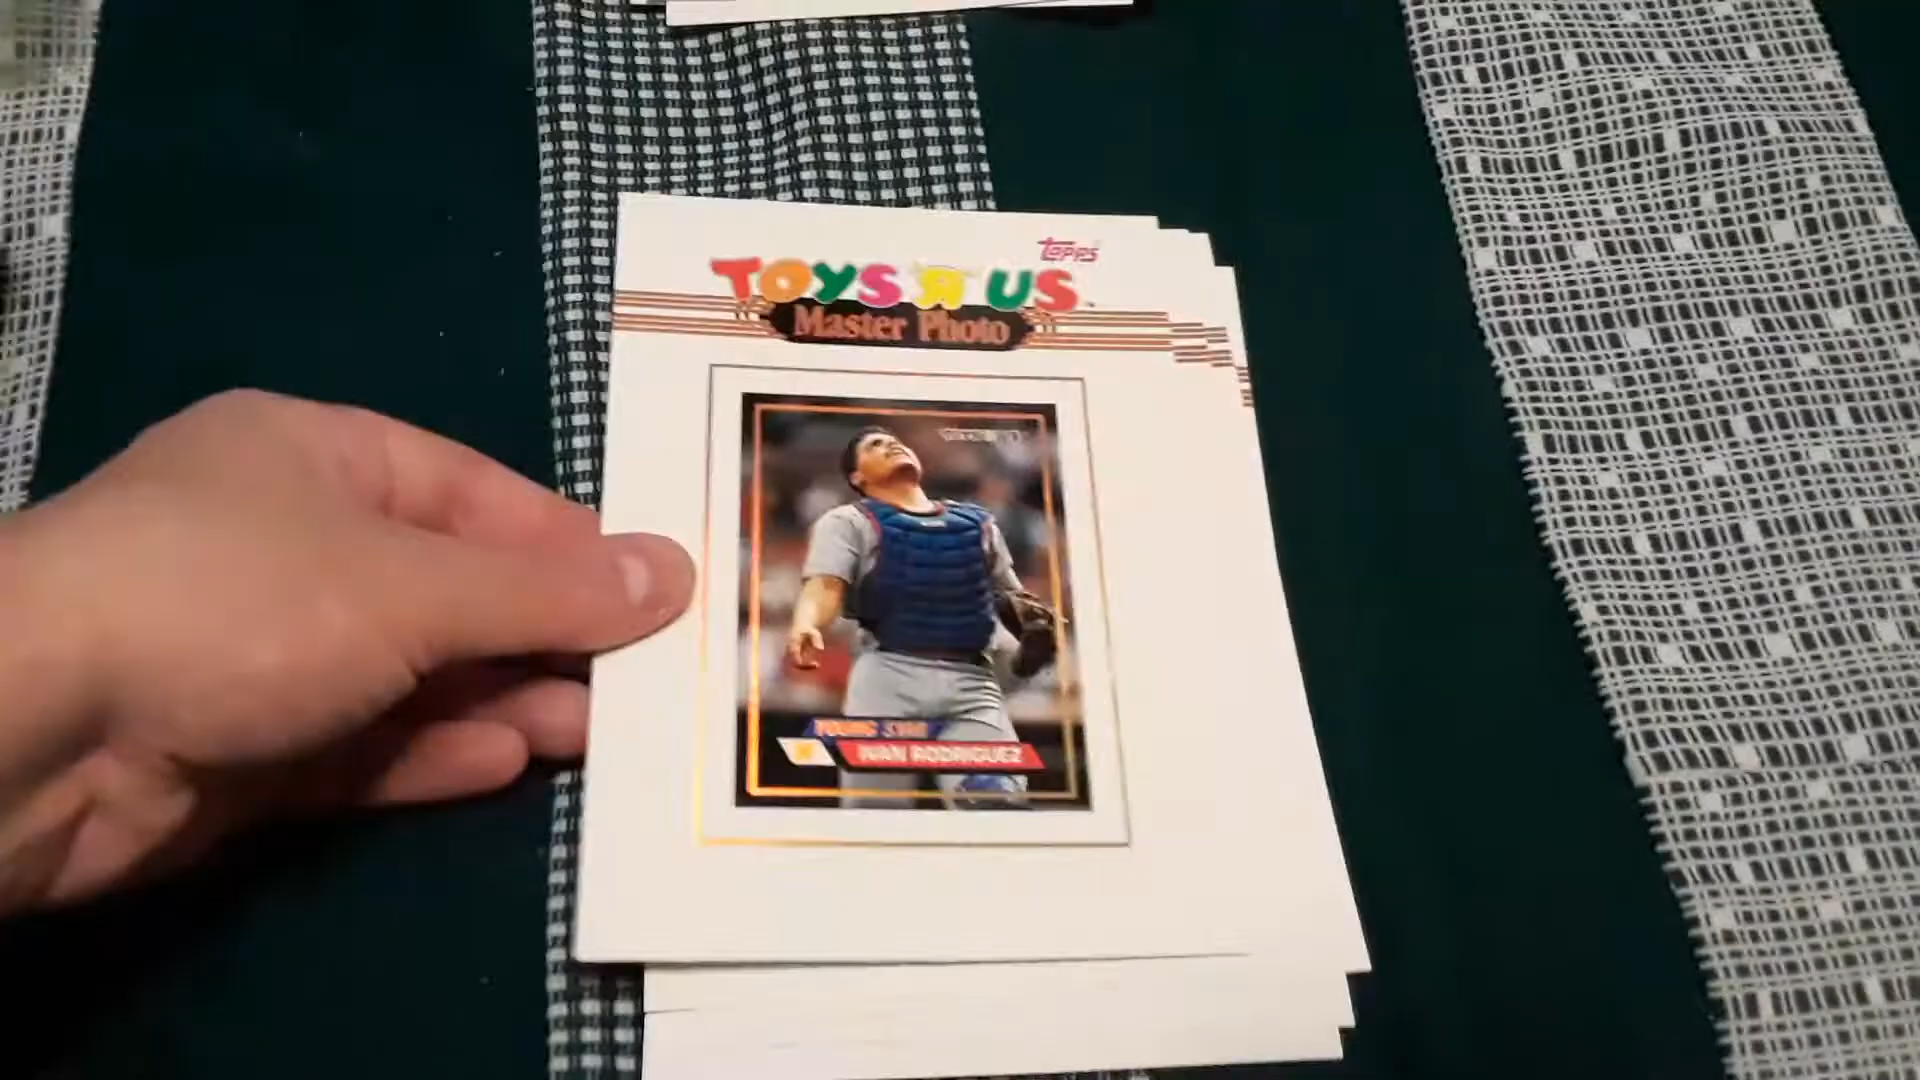 Topps
TOYS R US
Master Photo
YOUNG STAR
IVAN RODRIGUEZ